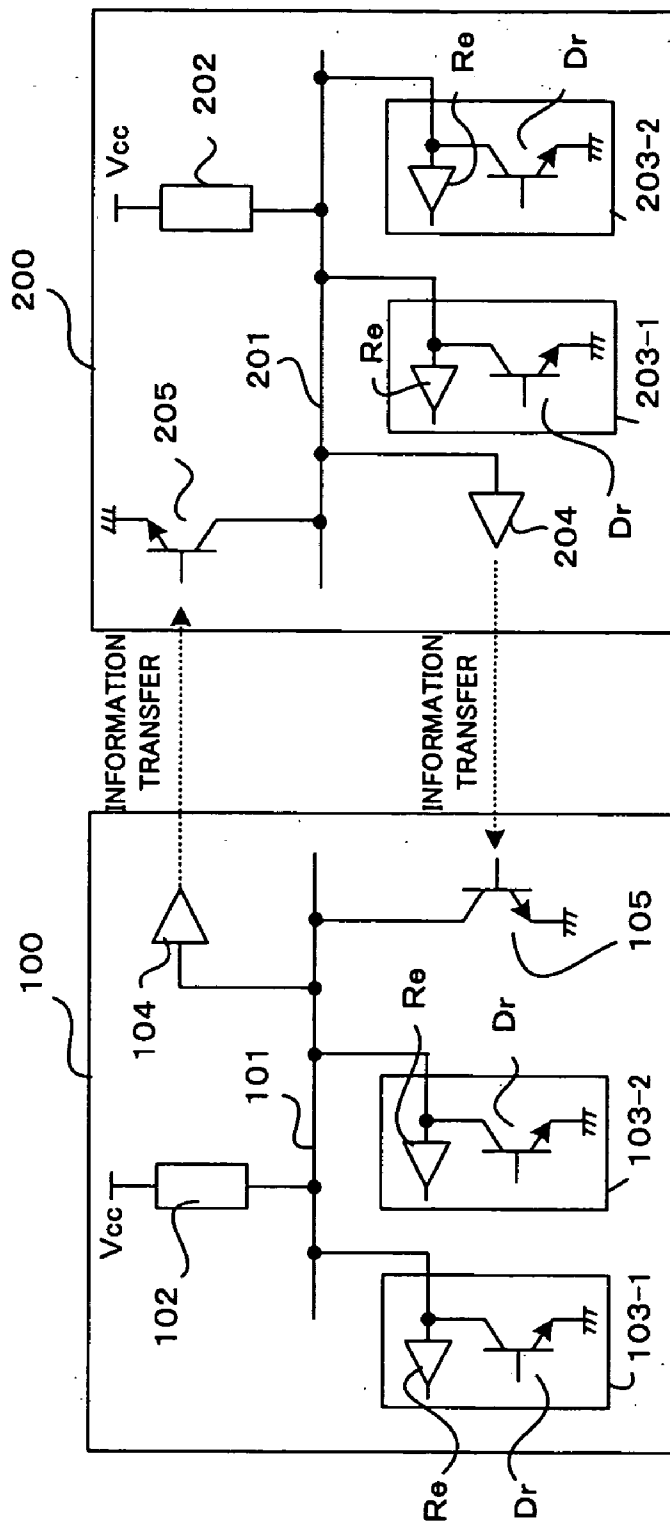 100
200
Vcc
102
101
104
INFORMATION
TRANSFER
205
201
Vcc
202
Re
Dr
103-1
Re
Dr
103-2
105
INFORMATION
TRANSFER
204
Re
Dr
203-1
Re
Dr
203-2